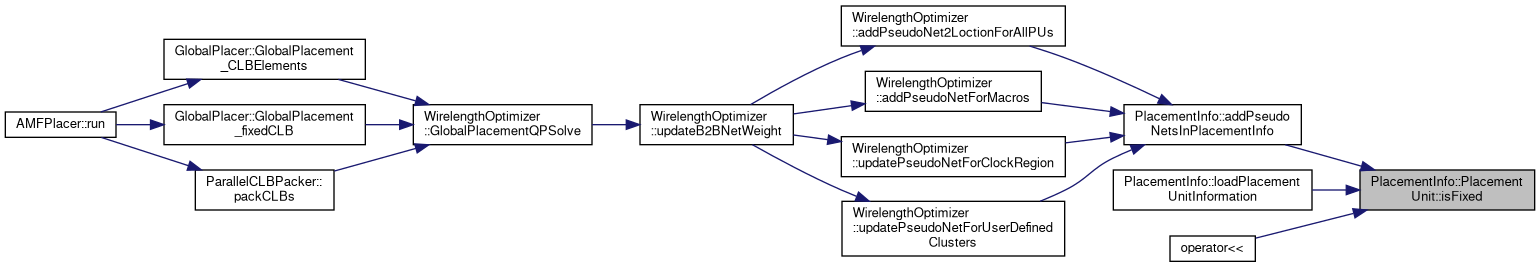 WirelengthOptimizer
::addPseudoNet2LoctionForAllPUs
GlobalPlacer::GlobalPlacement
_CLBElements
WirelengthOptimizer
::addPseudoNetForMacros
AMFPlacer::run
GlobalPlacer::GlobalPlacement
_fixedCLB
WirelengthOptimizer
::GlobalPlacementQPSolve
WirelengthOptimizer
::updateB2BNetWeight
PlacementInfo::addPseudo
NetsInPlacementInfo
WirelengthOptimizer
::updatePseudoNetForClockRegion
ParallelCLBPacker::
packCLBs
PlacementInfo::loadPlacement
UnitInformation
PlacementInfo::Placement
Unit::isFixed
WirelengthOptimizer
::updatePseudoNetForUserDefined
Clusters
operator<<